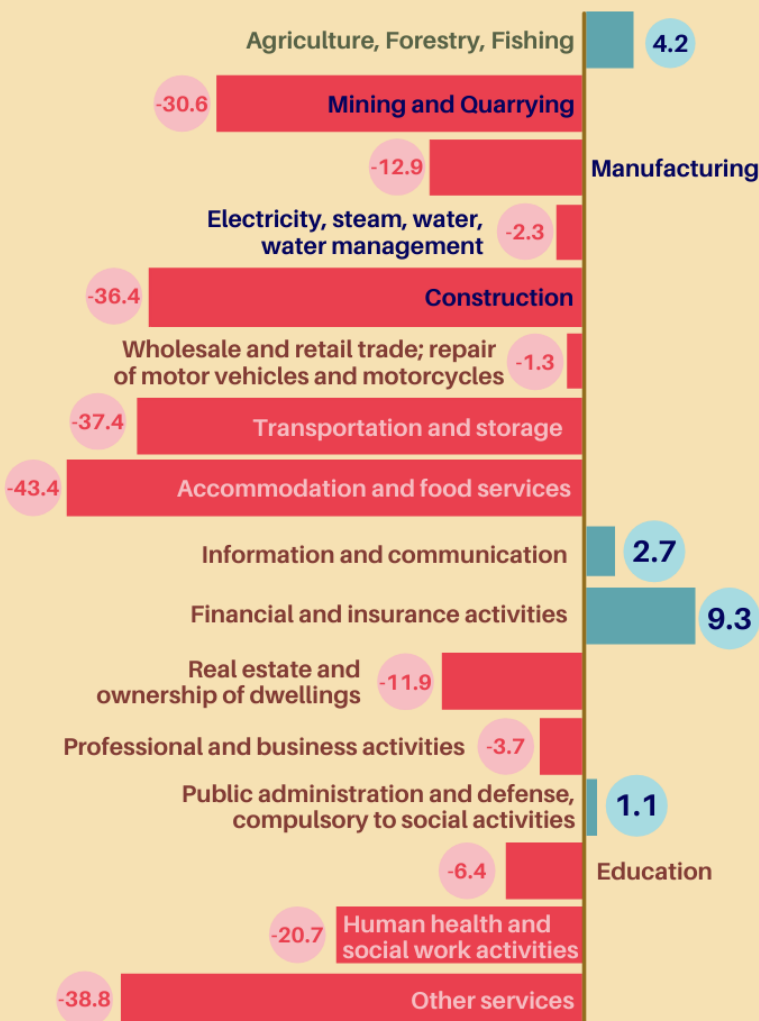 Agriculture, Forestry, Fishing 4.2
-30.6 Mining and Quarrying
-12.9 Manufacturing
Electricity, steam, water,
water management -2.3
-36.4 Construction
Wholesale and retail trade; repair
of motor vehicles and motorcycles -1.3
-37.4 Transportation and storage
-43.4 Accommodation and food services
Information and communication 2.7
Financial and insurance activities 9.3
Real estate and
ownership of dwellings -11.9
Professional and business activities -3.7
Public administration and defense,
compulsory to social activities 1.1
-6.4 Education
-20.7 Human health and
social work activities
-38.8 Other services